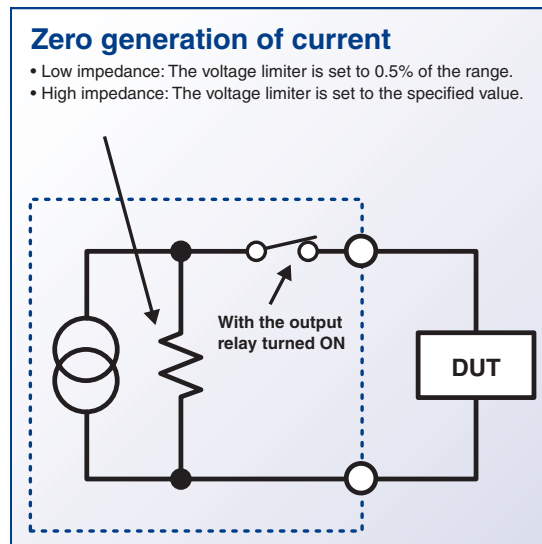 Zero generation of current
• Low impedance: The voltage limiter is set to 0.5% of the range.
• High impedance: The voltage limiter is set to the specified value.
With the output
relay turned ON
DUT